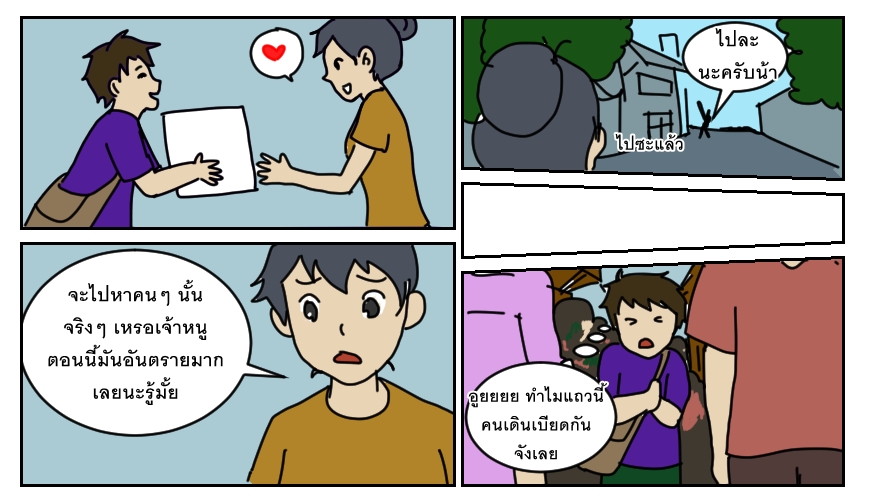 จะไปหาคนๆ นั้น
จริงๆ เหรอเจ้าหนู
ตอนนี้มันอันตรายมาก
เลยนะรู้มั้ย
ไปละ
นะครับน้า
ไปซะแล้ว
อูยยยย ทำไมแถวนี้
คนเดินเบียดกัน
จังเลย